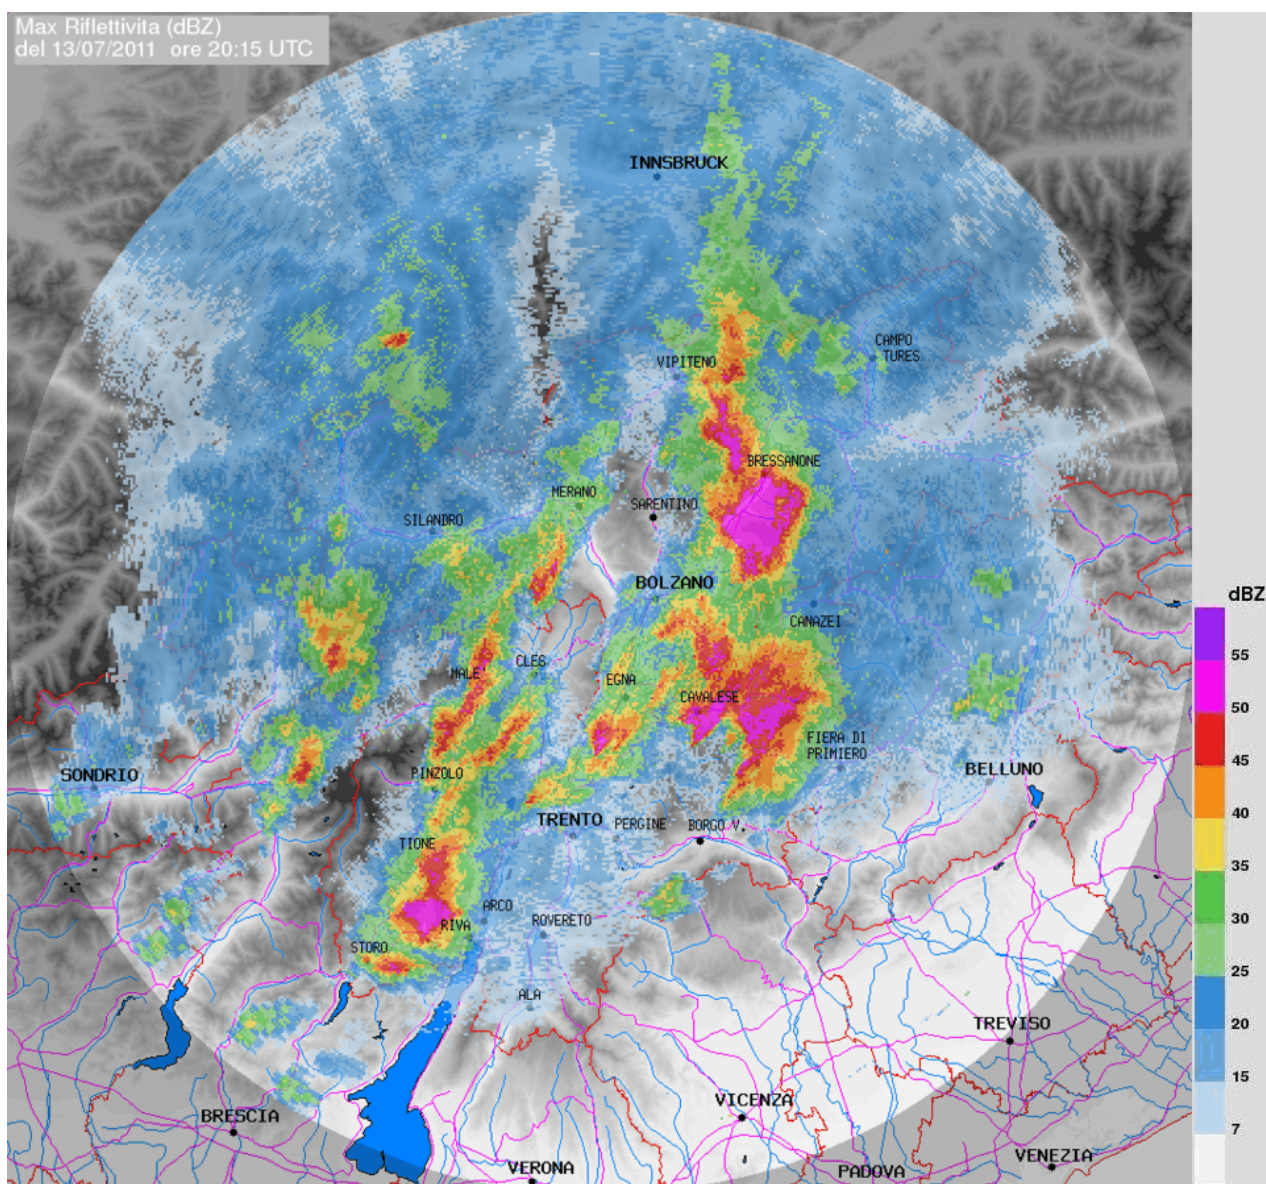 Max Riflettivita (dBZ)
del 13/07/2011 ore 20:15 UTC
INNSBRUCK
CAMPO
TURES
VIPITENO
BRESSANONE
MERANO
SARENTINO
SILANDRO
BOLZANO
CANAZEI
CLES
MALE'
EGNA
CAVALESE
FIERA DI
PRIMIERO
SONDRIO
PINZOLO
BELLUNO
TRENTO
PERGINE
BORGO V.
TIONE
ARCO
RIVA
ROVERETO
STORO
ALA
TREVISO
BRESCIA
VICENZA
VERONA
PADOVA
VENEZIA
dBZ
55
50
45
40
35
30
25
20
15
7